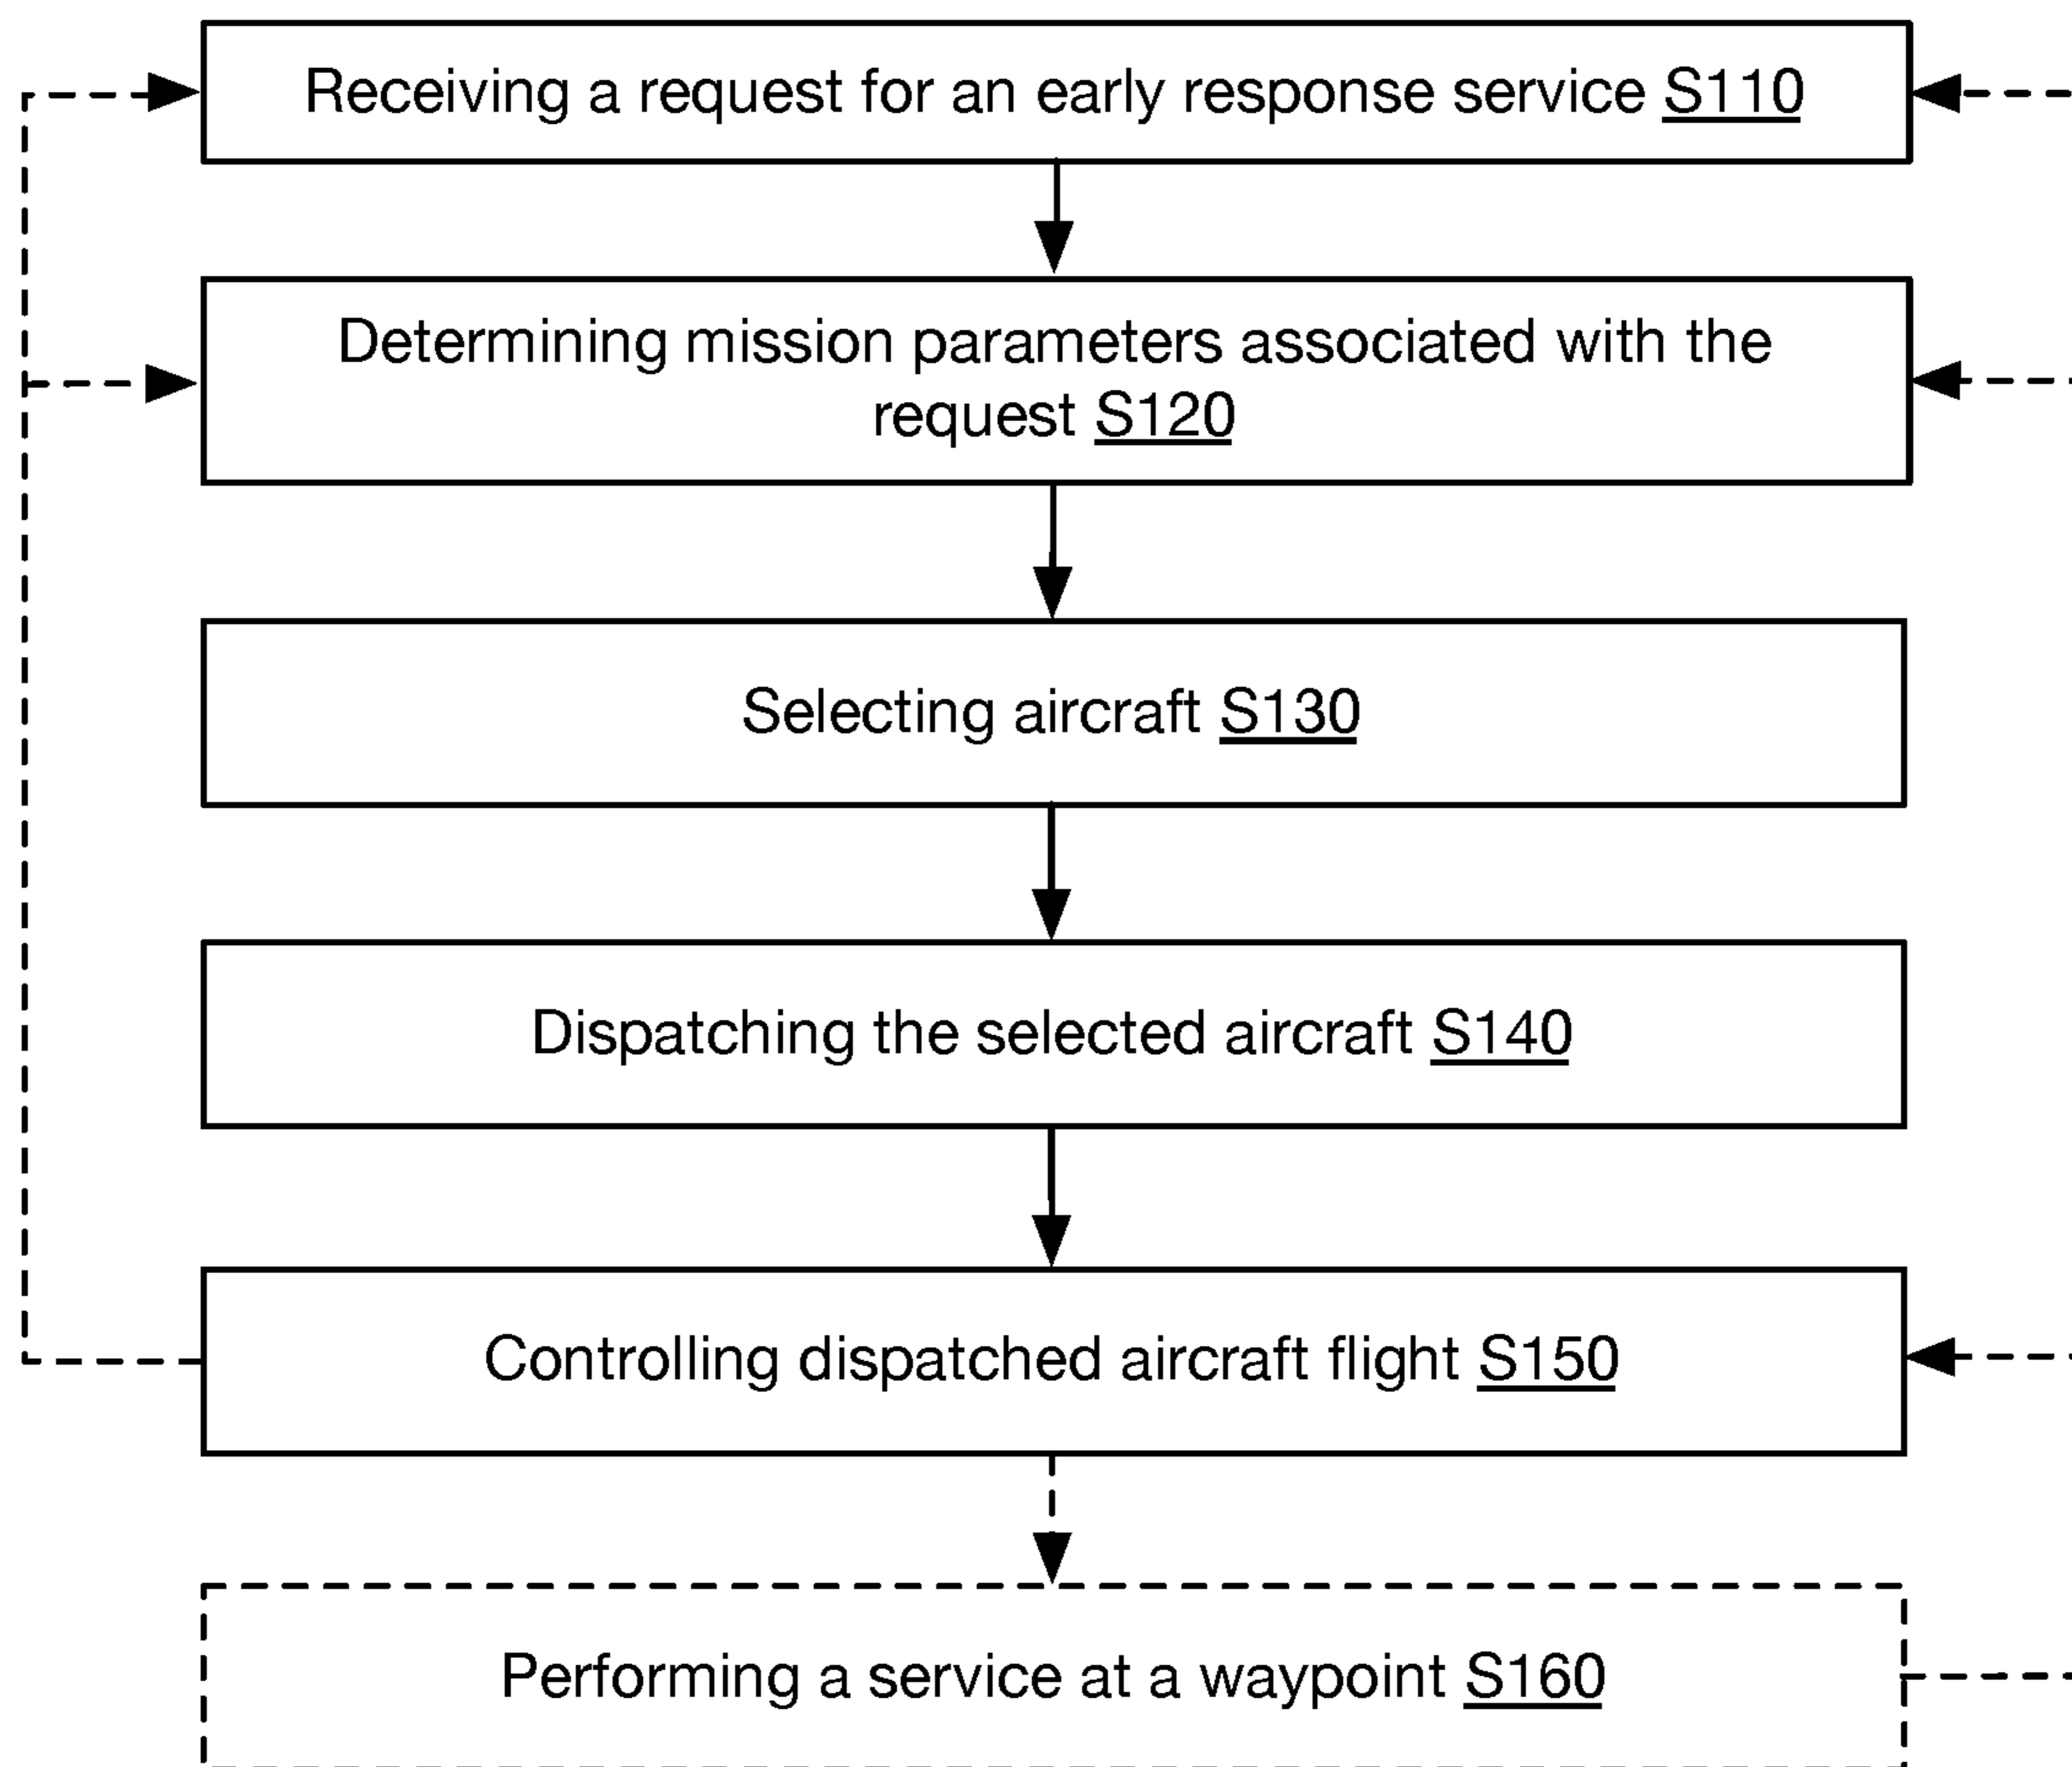 Receiving a request for an early response service S110
Determining mission parameters associated with the
request S120
Selecting aircraft S130
Dispatching the selected aircraft S140
Controlling dispatched aircraft flight S150
Performing a service at a waypoint S160